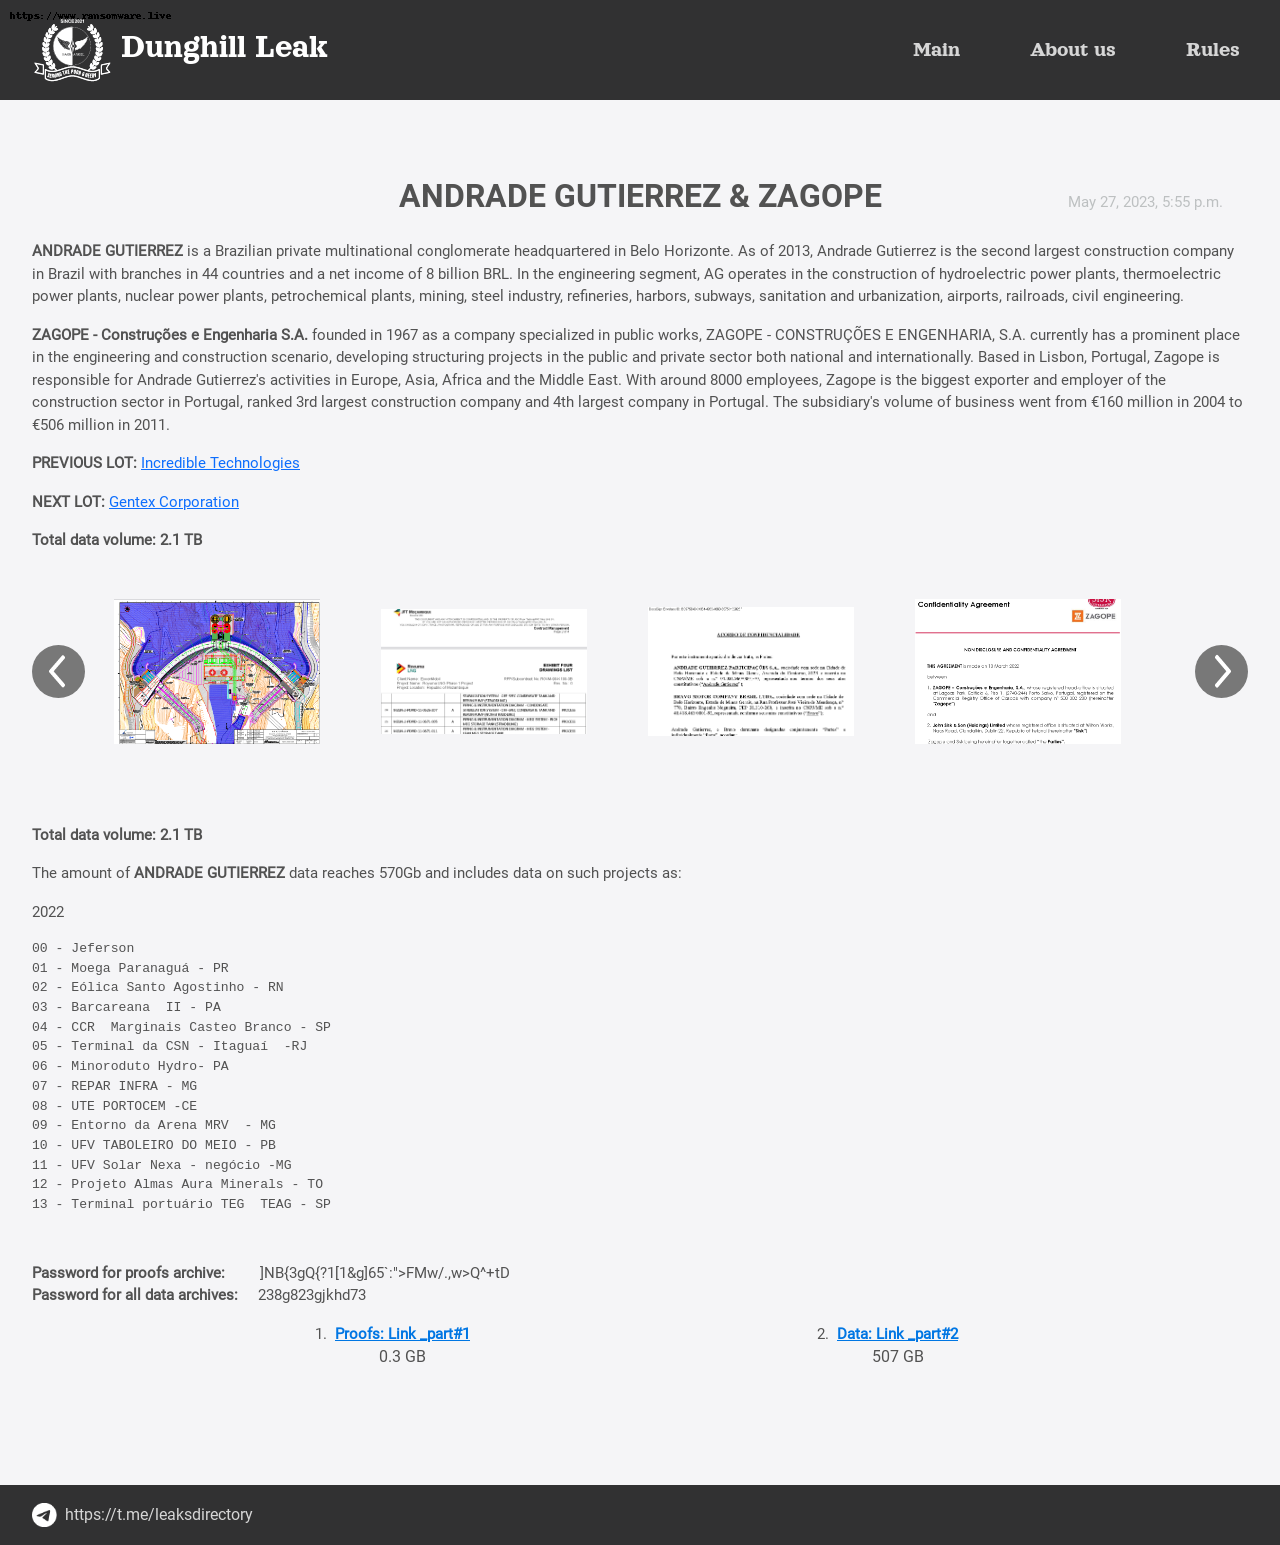 https://www.ransomware.live
SINCE 2021
Dunghill Leak
Main
About us
Rules
ANDRADE GUTIERREZ & ZAGOPE
May 27, 2023, 5:55 p.m.
ANDRADE GUTIERREZ is a Brazilian private multinational conglomerate headquartered in Belo Horizonte. As of 2013, Andrade Gutierrez is the second largest construction company
in Brazil with branches in 44 countries and a net income of 8 billion BRL. In the engineering segment, AG operates in the construction of hydroelectric power plants, thermoelectric
power plants, nuclear power plants, petrochemical plants, mining, steel industry, refineries, harbors, subways, sanitation and urbanization, airports, railroads, civil engineering.
ZAGOPE - Construções e Engenharia S.A. founded in 1967 as a company specialized in public works, ZAGOPE - CONSTRUÇÕES E ENGENHARIA, S.A. currently has a prominent place
in the engineering and construction scenario, developing structuring projects in the public and private sector both national and internationally. Based in Lisbon, Portugal, Zagope is
responsible for Andrade Gutierrez's activities in Europe, Asia, Africa and the Middle East. With around 8000 employees, Zagope is the biggest exporter and employer of the
construction sector in Portugal, ranked 3rd largest construction company and 4th largest company in Portugal. The subsidiary's volume of business went from €160 million in 2004 to
€506 million in 2011.
PREVIOUS LOT: Incredible Technologies
NEXT LOT: Gentex Corporation
Total data volume: 2.1 TB
EXHIBIT FOUR
DRAWINGS LIST
ACORDO DE CONFIDENCIALIDADE
Confidentiality Agreement
ZAGOPE
NON DISCLOSURE AND CONFIDENTIALITY AGREEMENT
Total data volume: 2.1 TB
The amount of ANDRADE GUTIERREZ data reaches 570Gb and includes data on such projects as:
2022
00 - Jeferson
01 - Moega Paranaguá - PR
02 - Eólica Santo Agostinho - RN
03 - Barcareana  II - PA
04 - CCR  Marginais Casteo Branco - SP
05 - Terminal da CSN - Itaguaí  -RJ
06 - Minoroduto Hydro- PA
07 - REPAR INFRA - MG
08 - UTE PORTOCEM -CE
09 - Entorno da Arena MRV  - MG
10 - UFV TABOLEIRO DO MEIO - PB
11 - UFV Solar Nexa - negócio -MG
12 - Projeto Almas Aura Minerals - TO
13 - Terminal portuário TEG  TEAG - SP
Password for proofs archive: ]NB{3gQ{?1[1&g]65`:">FMw/.,w>Q^+tD
Password for all data archives: 238g823gjkhd73
1. Proofs: Link _part#1
0.3 GB
2. Data: Link _part#2
507 GB
https://t.me/leaksdirectory